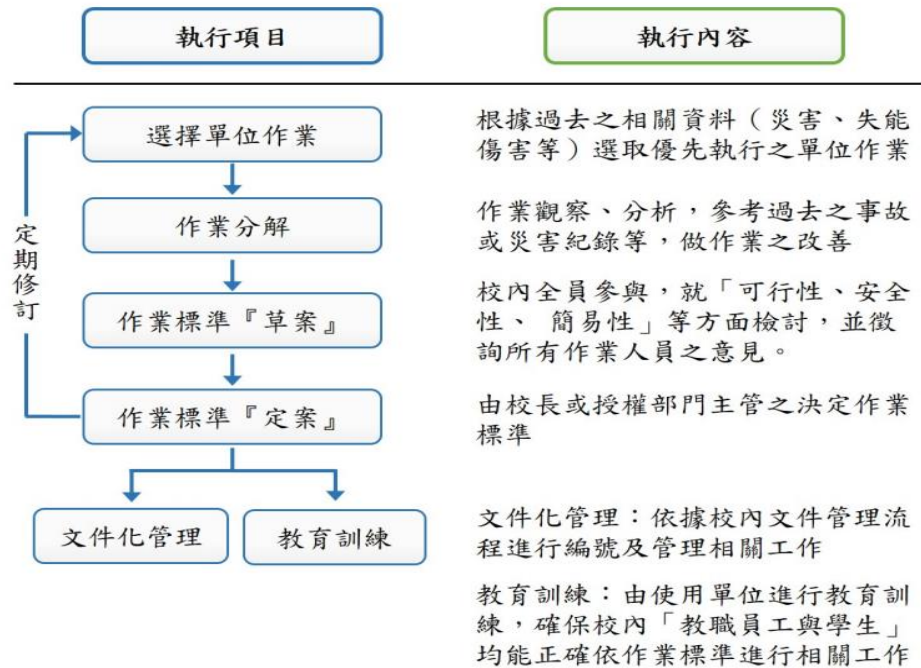 執行項目
執行內容
選擇單位作業
根據過去之相關資料（災害、失能
傷害等）選取優先執行之單位作業
作業分解
作業觀察、分析，參考過去之事故
或災害紀錄等，做作業之改善
定期修訂
作業標準『草案』
校內全員參與，就「可行性、安全
性、 簡易性」等方面檢討，並徵
詢所有作業人員之意見。
作業標準『定案』
由校長或授權部門主管之決定作業
標準
文件化管理
教育訓練
文件化管理：依據校內文件管理流
程進行編號及管理相關工作
教育訓練：由使用單位進行教育訓
練，確保校內「教職員工與學生」
均能正確依作業標準進行相關工作